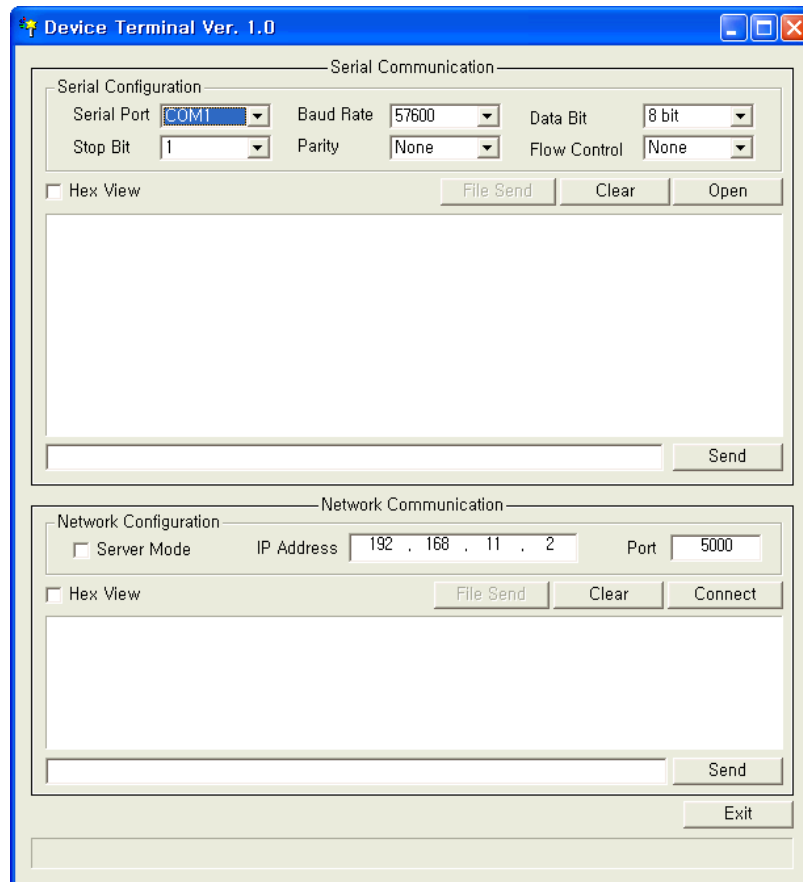 Device Terminal Ver. 1.0
Serial Communication
Serial Configuration
Serial Port COM1 Baud Rate 57600 Data Bit 8 bit
Stop Bit 1 Parity None Flow Control None
Hex View File Send Clear Open
Send
Network Communication
Network Configuration
Server Mode IP Address 192 . 168 . 11 . 2 Port 5000
Hex View File Send Clear Connect
Send
Exit